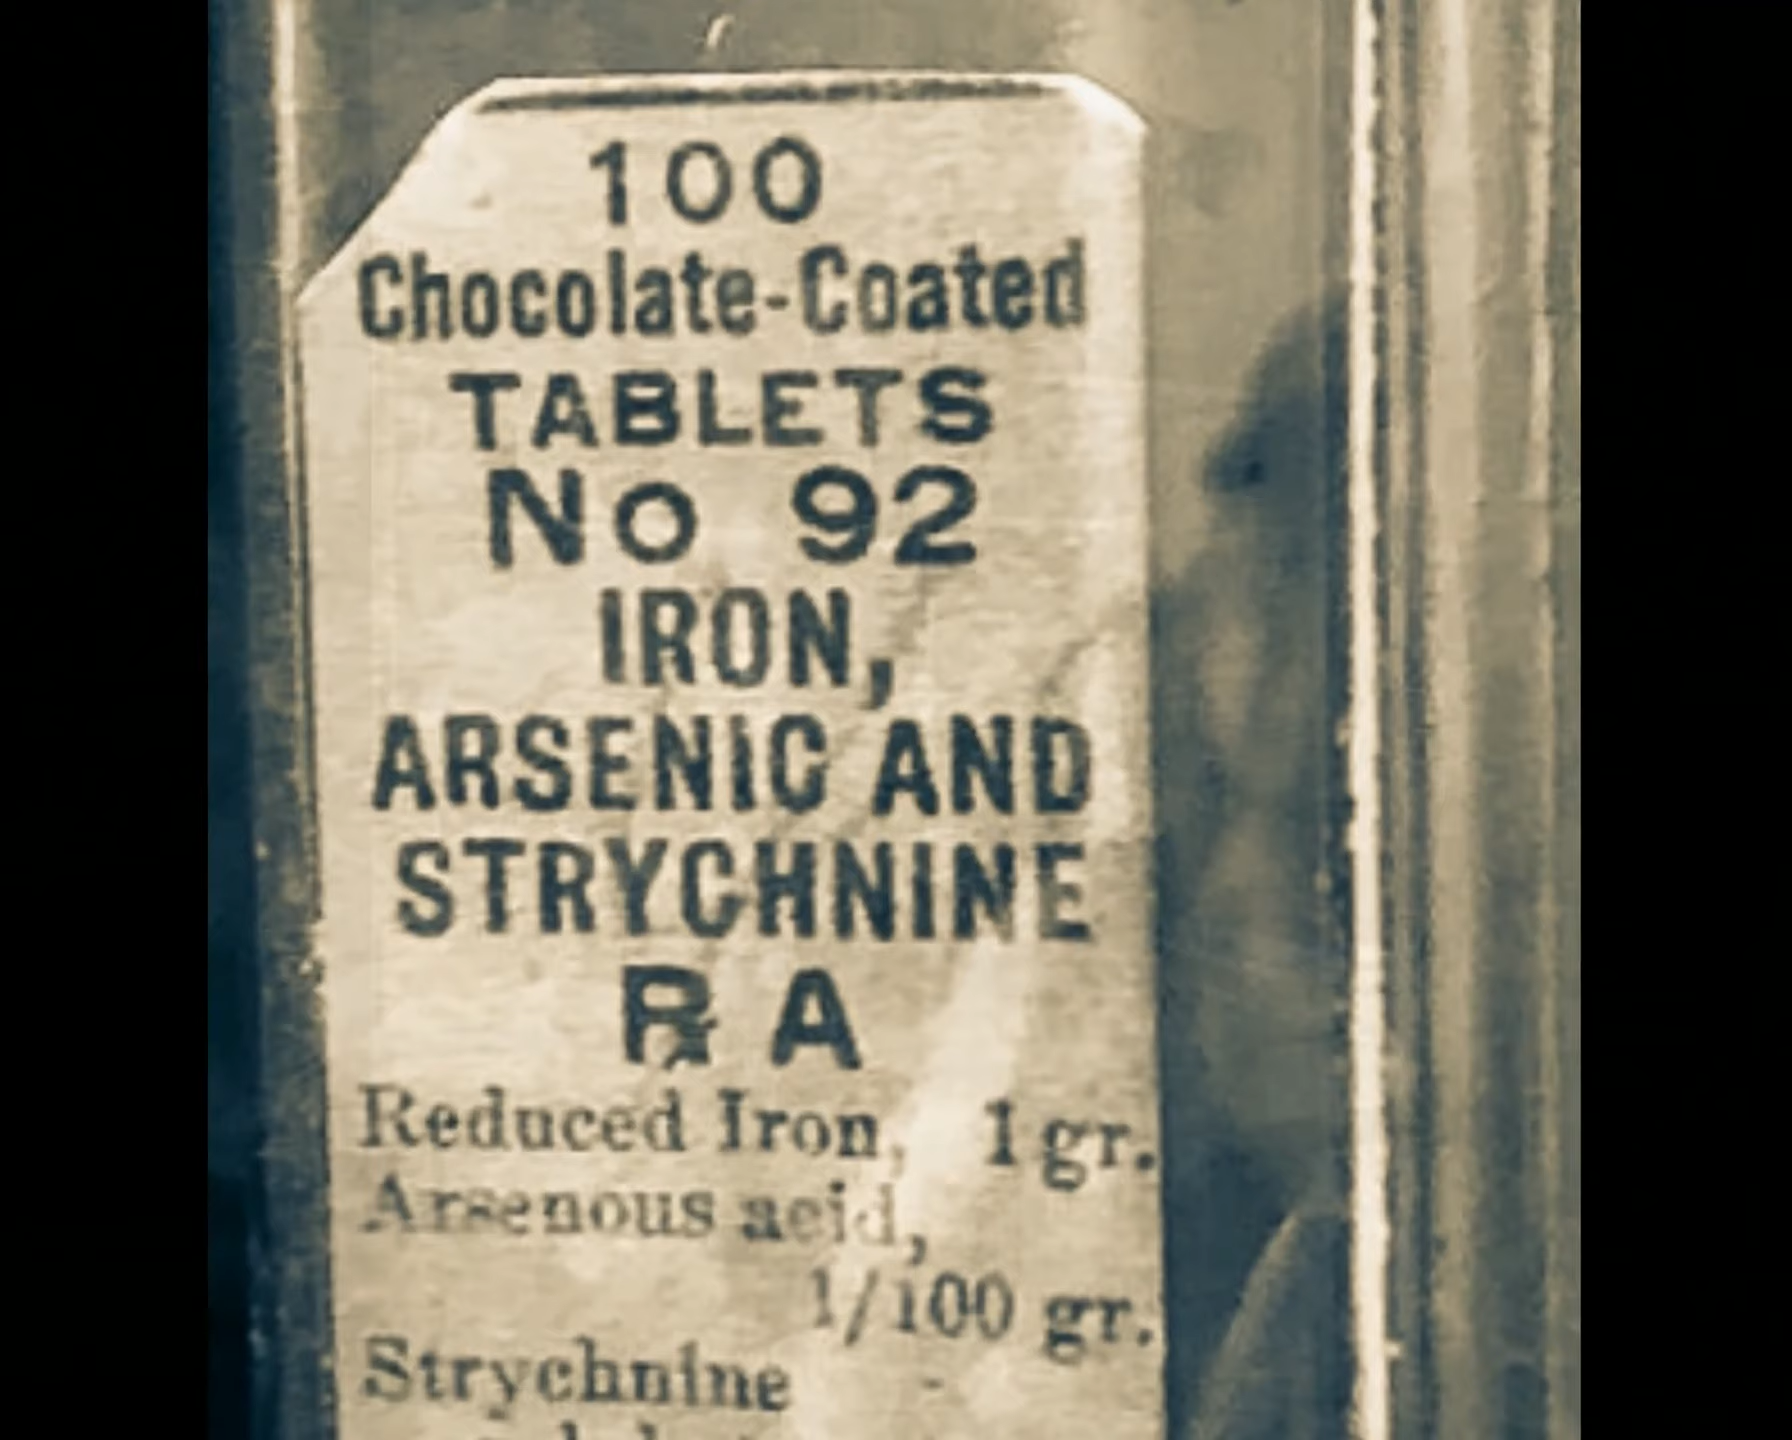 100
Chocolate-Coated
TABLETS
No 92
IRON,
ARSENIC AND
STRYCHNINE
℞ A
Reduced Iron, 1 gr.
Arsenous acid,
1/100 gr.
Strychnine